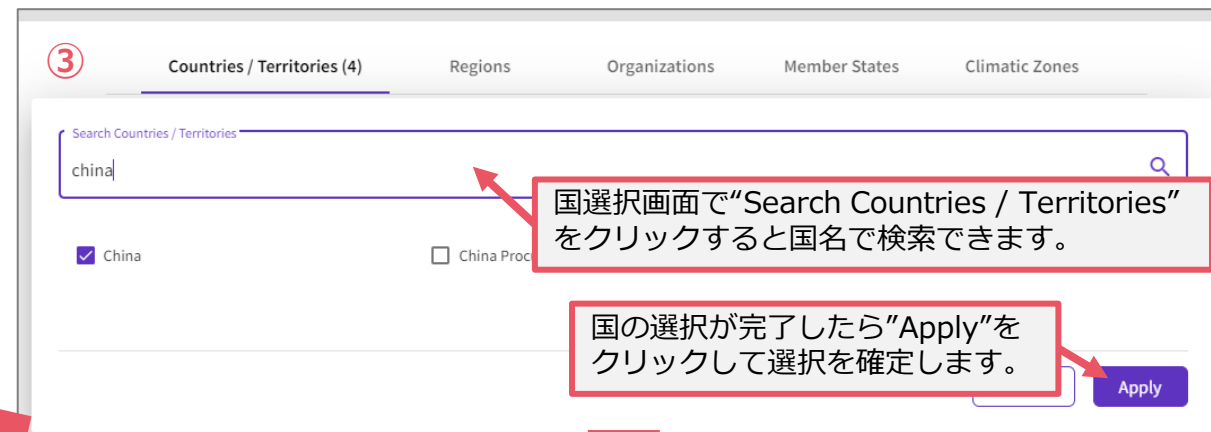 ③
Countries / Territories (4) Regions Organizations Member States Climatic Zones
Search Countries / Territories
china
国選択画面で“Search Countries / Territories”
をクリックすると国名で検索できます。
China China
国の選択が完了したら”Apply”を
クリックして選択を確定します。
Apply